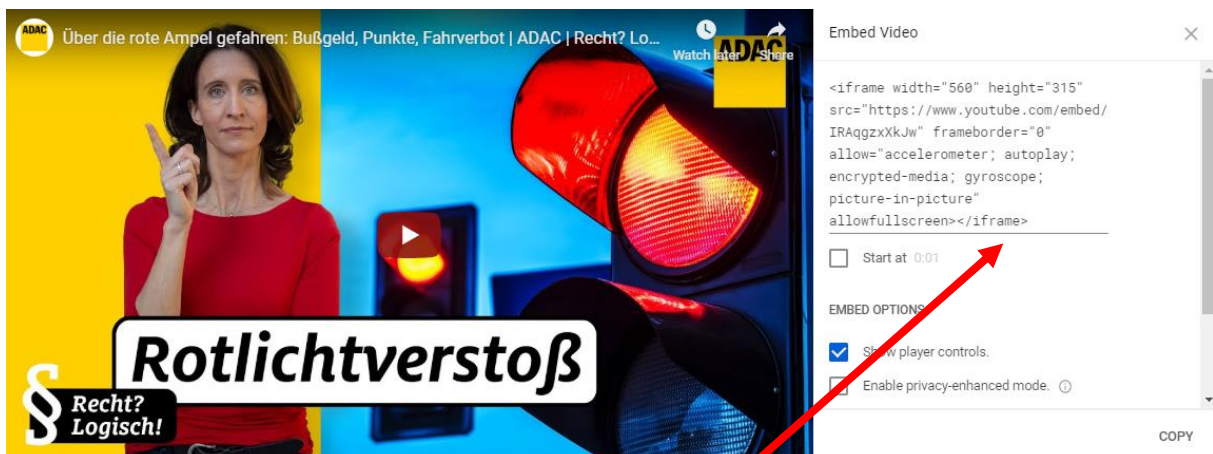 ADAC
Über die rote Ampel gefahren: Bußgeld, Punkte, Fahrverbot | ADAC | Recht? Lo...
Watch later
Share
ADAC
Rotlichtverstoß
§ Recht?
Logisch!
Embed Video
<iframe width="560" height="315"
src="https://www.youtube.com/embed/
IRAqgzxXkJw" frameborder="0"
allow="accelerometer; autoplay;
encrypted-media; gyroscope;
picture-in-picture"
allowfullscreen></iframe>
Start at 0:01
EMBED OPTIONS
Show player controls.
Enable privacy-enhanced mode.
COPY